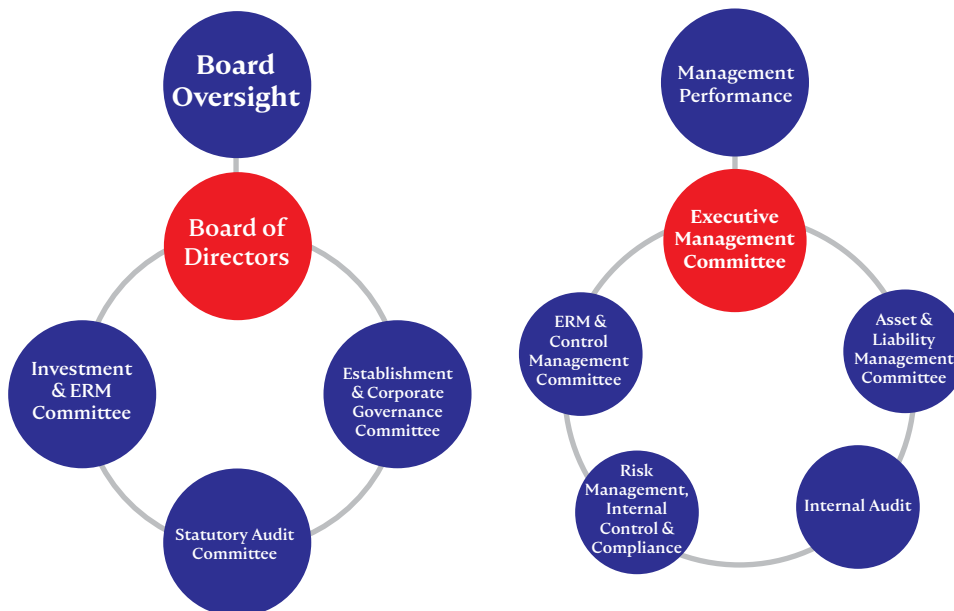 Board
Oversight
Board of
Directors
Investment
& ERM
Committee
Establishment
& Corporate
Governance
Committee
Statutory Audit
Committee
Management
Performance
Executive
Management
Committee
ERM &
Control
Management
Committee
Asset &
Liability
Management
Committee
Risk
Management,
Internal
Control &
Compliance
Internal Audit